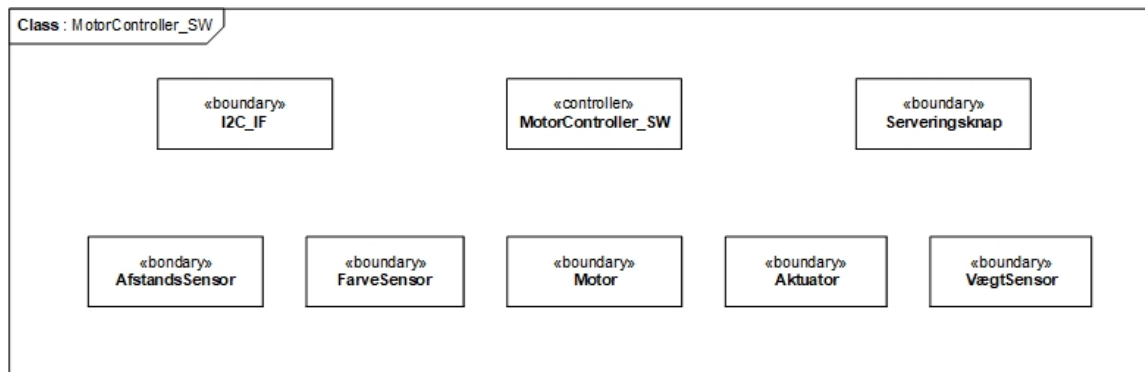 Class : MotorController_SW
«boundary»
I2C_IF
«controller»
MotorController_SW
«boundary»
Serveringsknap
«bondary»
AfstandsSensor
«boundary»
FarveSensor
«boundary»
Motor
«boundary»
Aktuator
«boundary»
VægtSensor